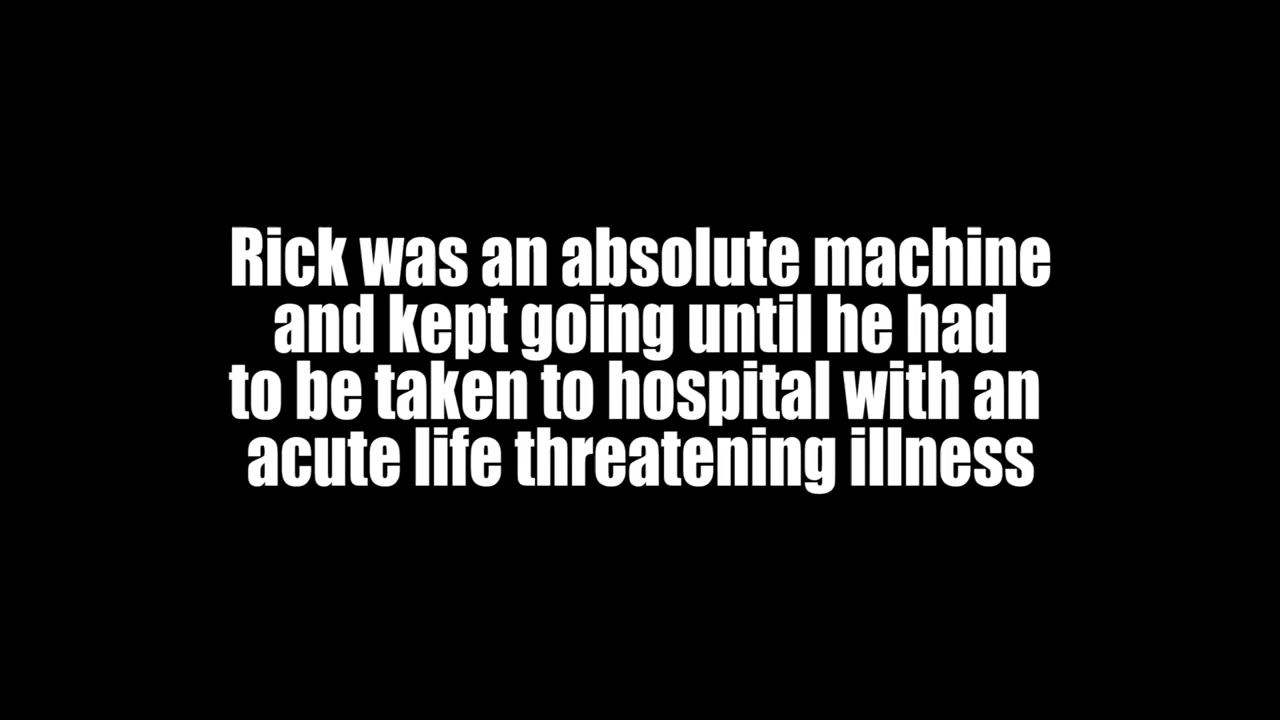 Rick was an absolute machine
and kept going until he had
to be taken to hospital with an
acute life threatening illness